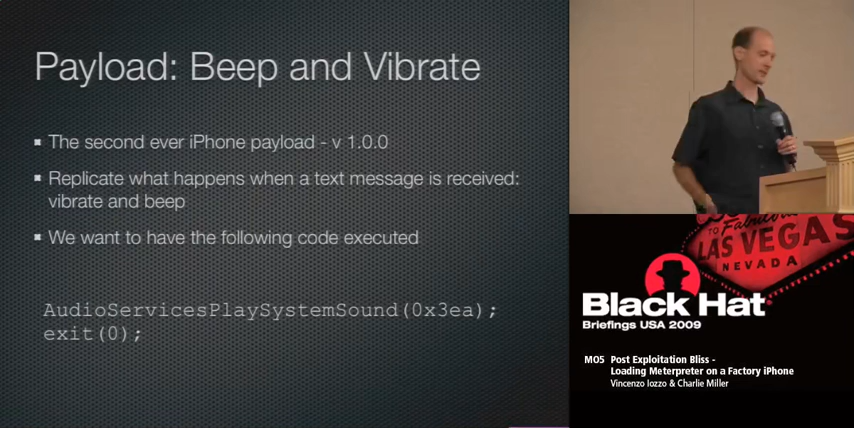 Payload: Beep and Vibrate
The second ever iPhone payload - v 1.0.0
Replicate what happens when a text message is received:
vibrate and beep
We want to have the following code executed
AudioServicesPlaySystemSound(0x3ea);
exit(0);
TO Fabulous
LAS VEGAS
NEVADA
Black Hat
Briefings USA 2009
MO5 Post Exploitation Bliss -
Loading Meterpreter on a Factory iPhone
Vincenzo Iozzo & Charlie Miller